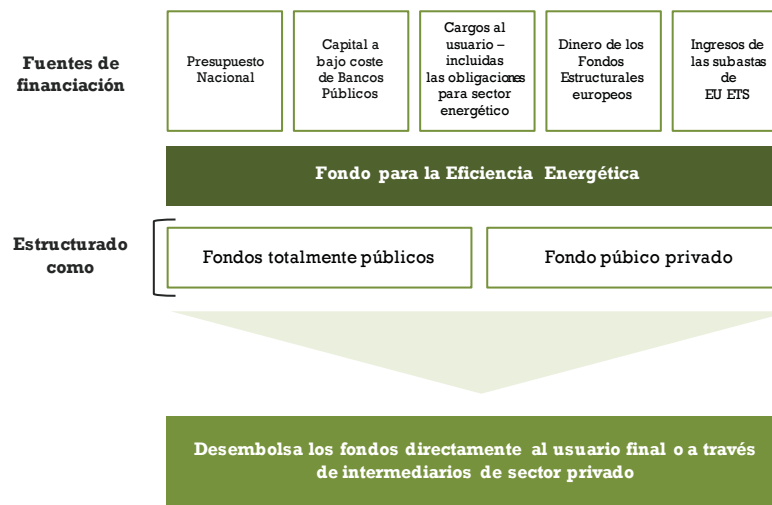 Fuentes de
financiación
Presupuesto
Nacional
Capital a
bajo coste
de Bancos
Públicos
Cargos al
usuario –
incluidas
las obligaciones
para sector
energético
Dinero de los
Fondos
Estructurales
europeos
Ingresos de
las subastas
de
EU ETS
Fondo para la Eficiencia Energética
Estructurado
como
Fondos totalmente públicos
Fondo púbico privado
Desembolsa los fondos directamente al usuario final o a través
de intermediarios de sector privado